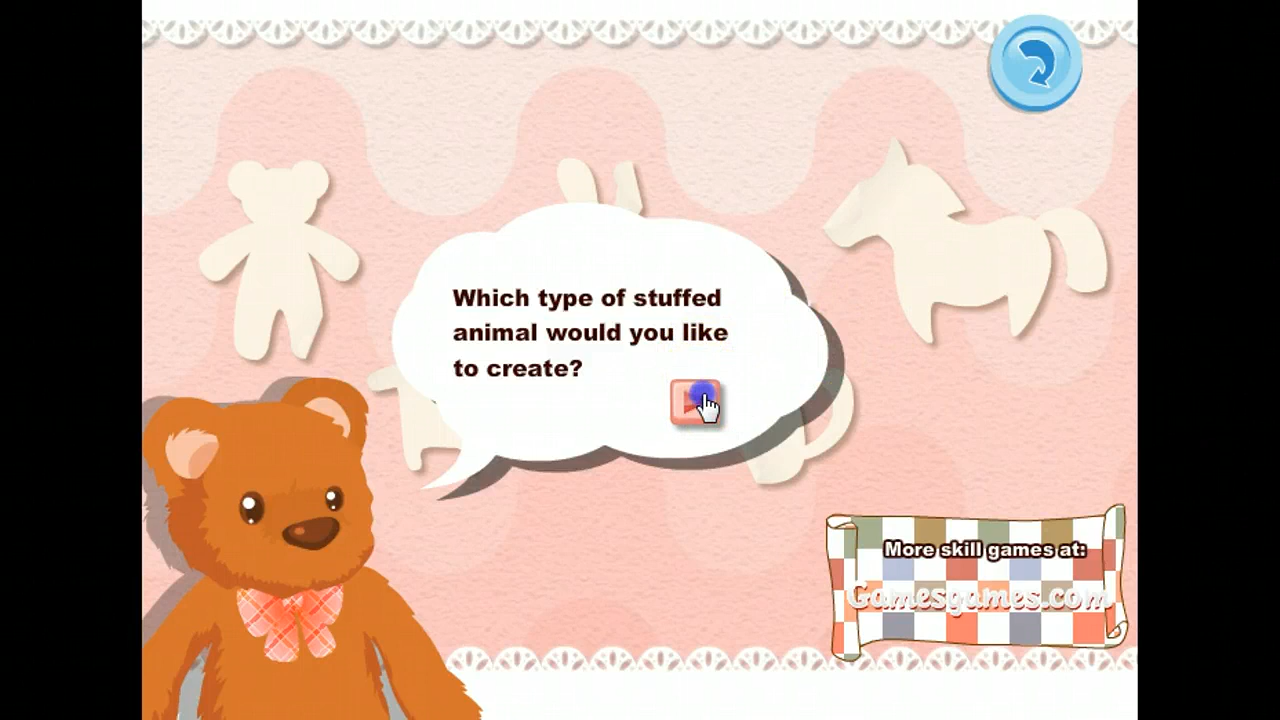 Which type of stuffed
animal would you like
to create?
More skill games at:
Gamesgames.com